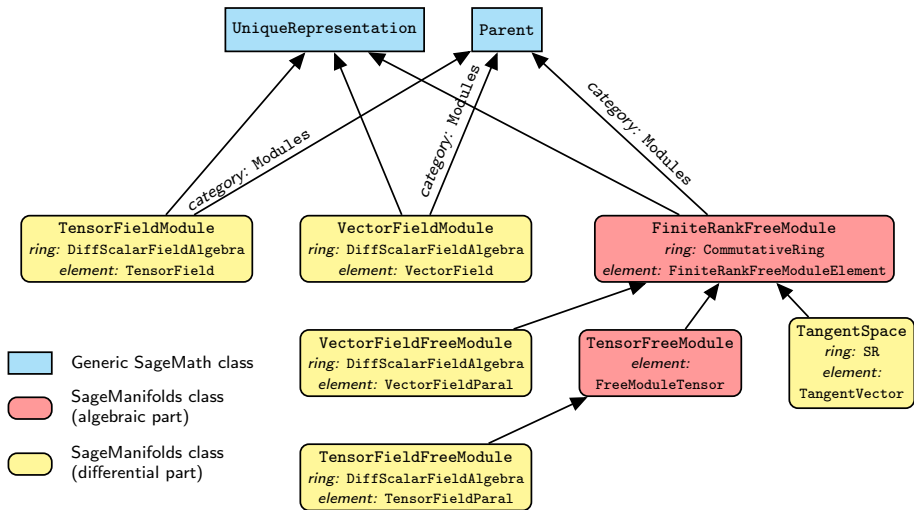 UniqueRepresentation
Parent
category: Modules
category: Modules
category: Modules
TensorFieldModule
ring: DiffScalarFieldAlgebra
element: TensorField
VectorFieldModule
ring: DiffScalarFieldAlgebra
element: VectorField
FiniteRankFreeModule
ring: CommutativeRing
element: FiniteRankFreeModuleElement
VectorFieldFreeModule
ring: DiffScalarFieldAlgebra
element: VectorFieldParal
TensorFreeModule
element:
FreeModuleTensor
TangentSpace
ring: SR
element:
TangentVector
Generic SageMath class
SageManifolds class
(algebraic part)
SageManifolds class
(differential part)
TensorFieldFreeModule
ring: DiffScalarFieldAlgebra
element: TensorFieldParal